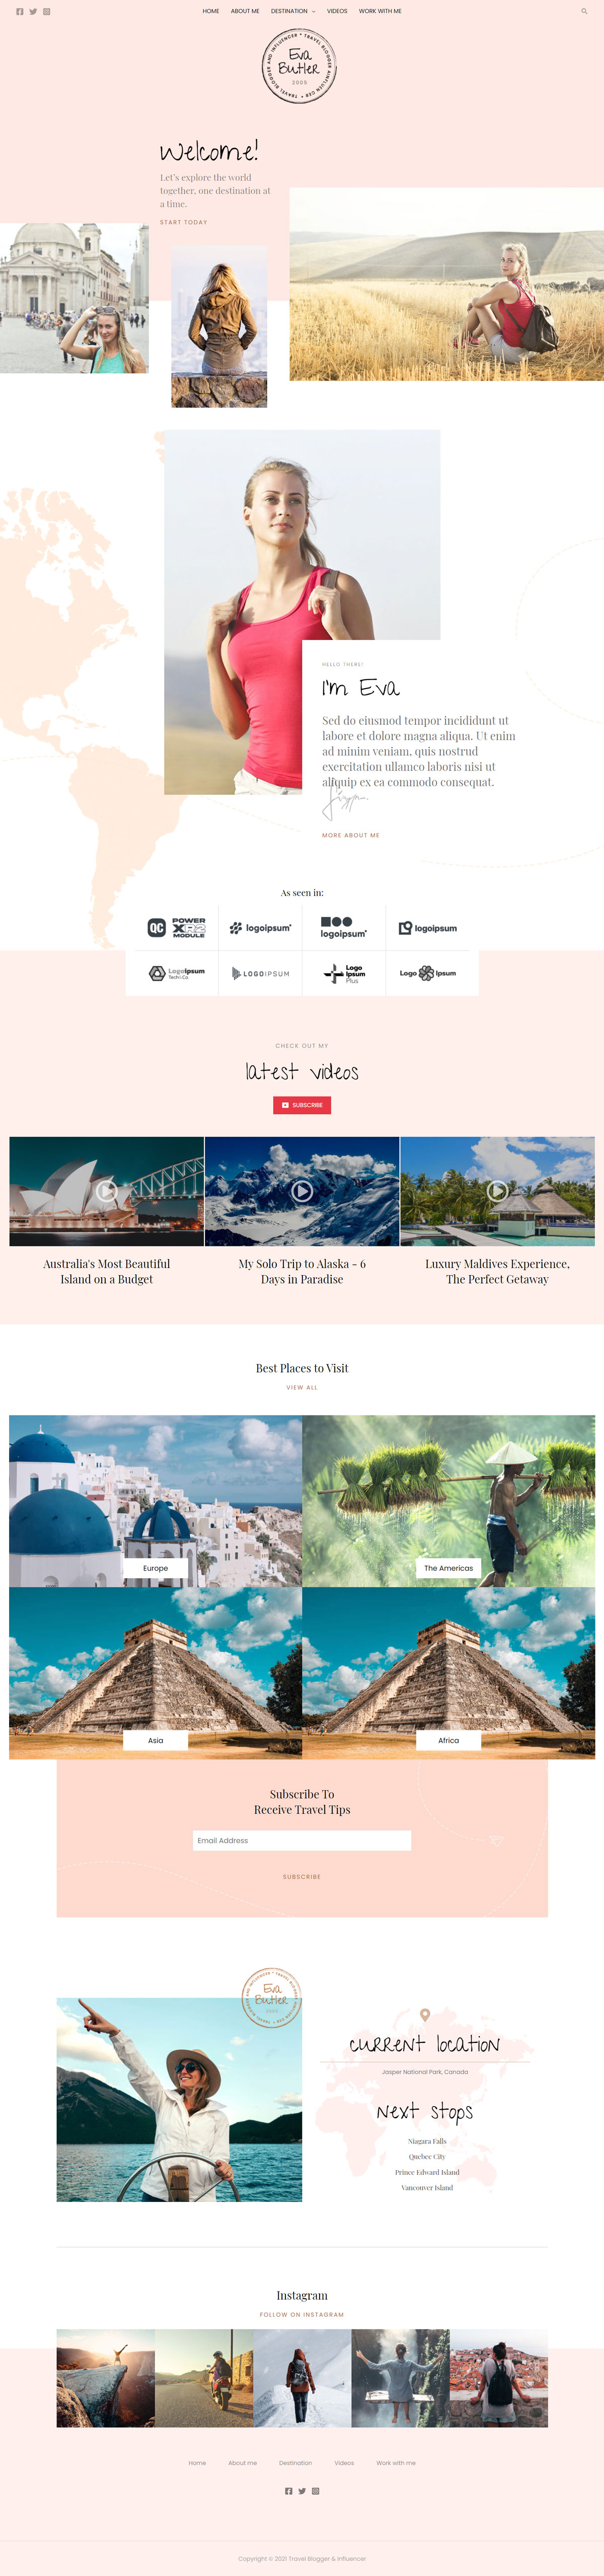 HOME ABOUT ME DESTINATION VIDEOS WORK WITH ME
TRAVEL BLOGGER AND INFLUENCER
Eva
Butler
2005
Welcome!
Let's explore the world
together, one destination at
a time.
START TODAY
HELLO THERE!
I'm Eva
Sed do eiusmod tempor incididunt ut
labore et dolore magna aliqua. Ut enim
ad minim veniam, quis nostrud
exercitation ullamco laboris nisi ut
aliquip ex ea commodo consequat.
MORE ABOUT ME
As seen in:
QC POWER XR2 MODULE
logoipsum
logoipsum
logoipsum
LogoIpsum Tech&Co.
LOGOIPSUM
Logo Ipsum Plus
Logo Ipsum
CHECK OUT MY
latest videos
SUBSCRIBE
Australia's Most Beautiful
Island on a Budget
My Solo Trip to Alaska - 6
Days in Paradise
Luxury Maldives Experience,
The Perfect Getaway
Best Places to Visit
VIEW ALL
Europe
The Americas
Asia
Africa
Subscribe To
Receive Travel Tips
Email Address
SUBSCRIBE
Eva
Butler
2005
current location
Jasper National Park, Canada
next stops
Niagara Falls
Quebec City
Prince Edward Island
Vancouver Island
Instagram
FOLLOW ON INSTAGRAM
Home About me Destination Videos Work with me
Copyright © 2021 Travel Blogger & Influencer